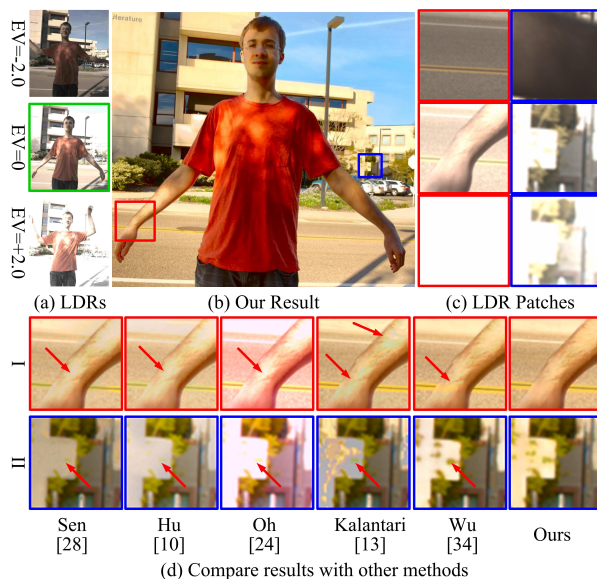 EV=-2.0
EV=0
EV=+2.0
iterature
(a) LDRs
(b) Our Result
(c) LDR Patches
I
II
Sen
[28]
Hu
[10]
Oh
[24]
Kalantari
[13]
Wu
[34]
Ours
(d) Compare results with other methods